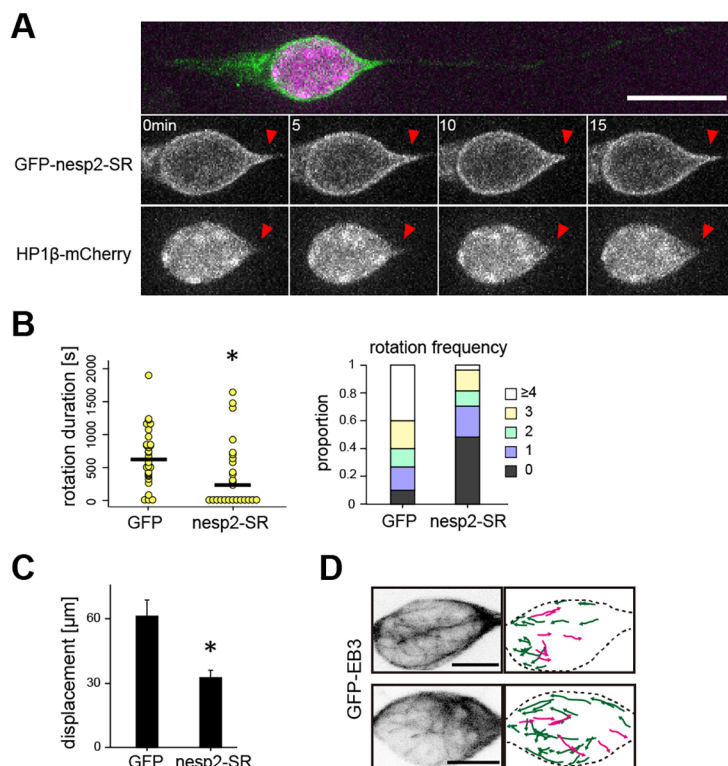 A
0min
5
10
15
GFP-nesp2-SR
HP1β-mCherry
B
rotation duration [s]
2000
1500
1000
500
0
*
GFP
nesp2-SR
rotation frequency
proportion
1
0.8
0.6
0.4
0.2
0
≥4
3
2
1
0
GFP
nesp2-SR
C
displacement [µm]
60
30
0
*
GFP
nesp2-SR
D
GFP-EB3